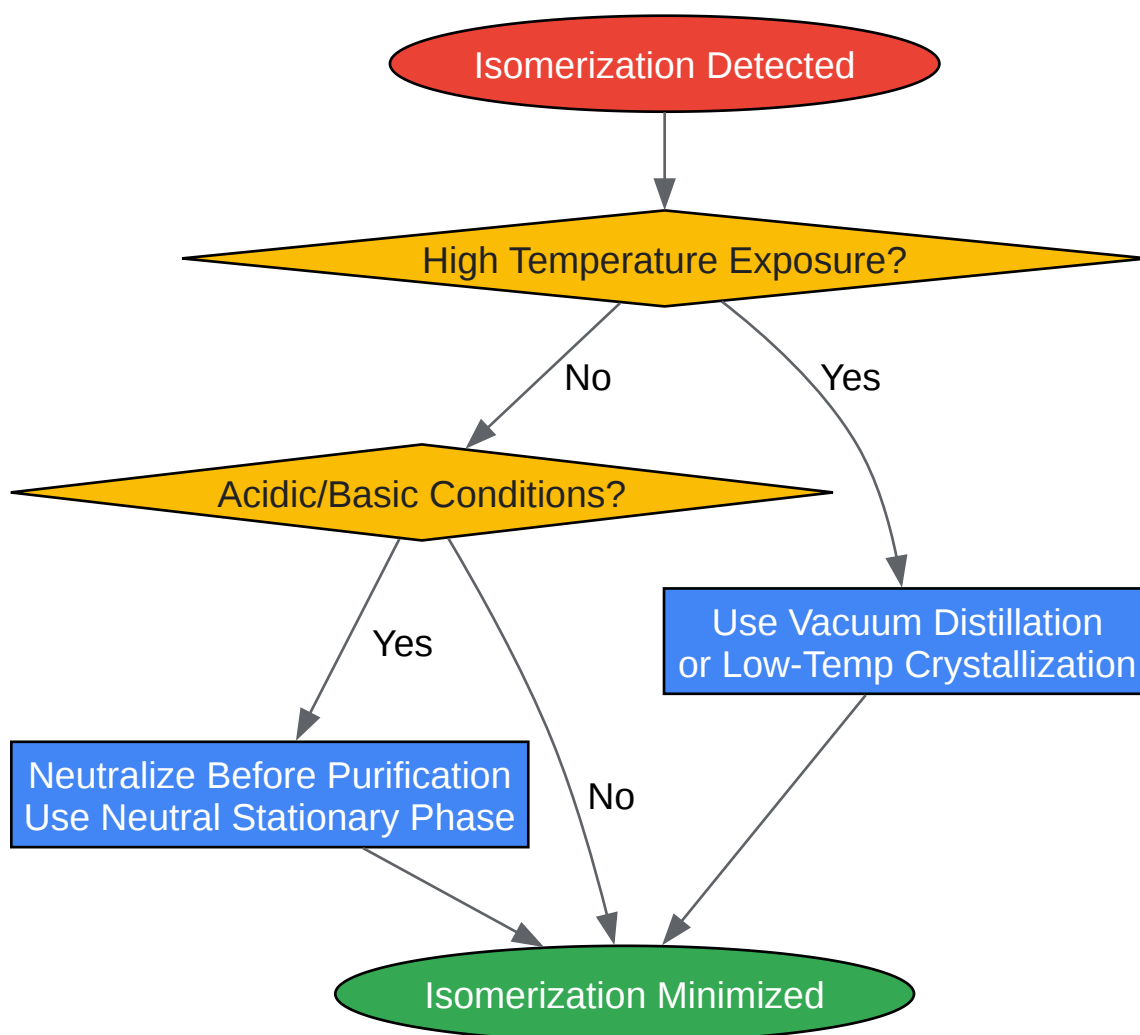 Isomerization Detected
High Temperature Exposure?
No
Yes
Acidic/Basic Conditions?
Use Vacuum Distillation
or Low-Temp Crystallization
Yes
Neutralize Before Purification
Use Neutral Stationary Phase
No
Isomerization Minimized